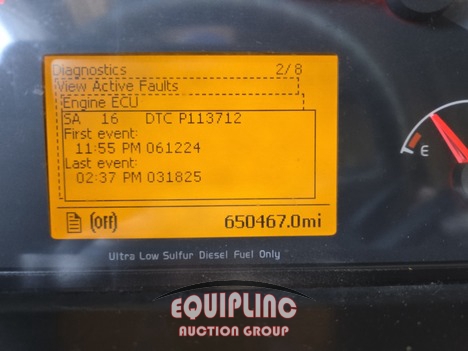 Diagnostics 2/8
View Active Faults
Engine ECU
SA 16 DTC P113712
First event:
11:55 PM 061224
Last event:
02:37 PM 031825
(Off) 650467.0mi
E
Ultra Low Sulfur Diesel Fuel Only
EQUIPLINC
AUCTION GROUP